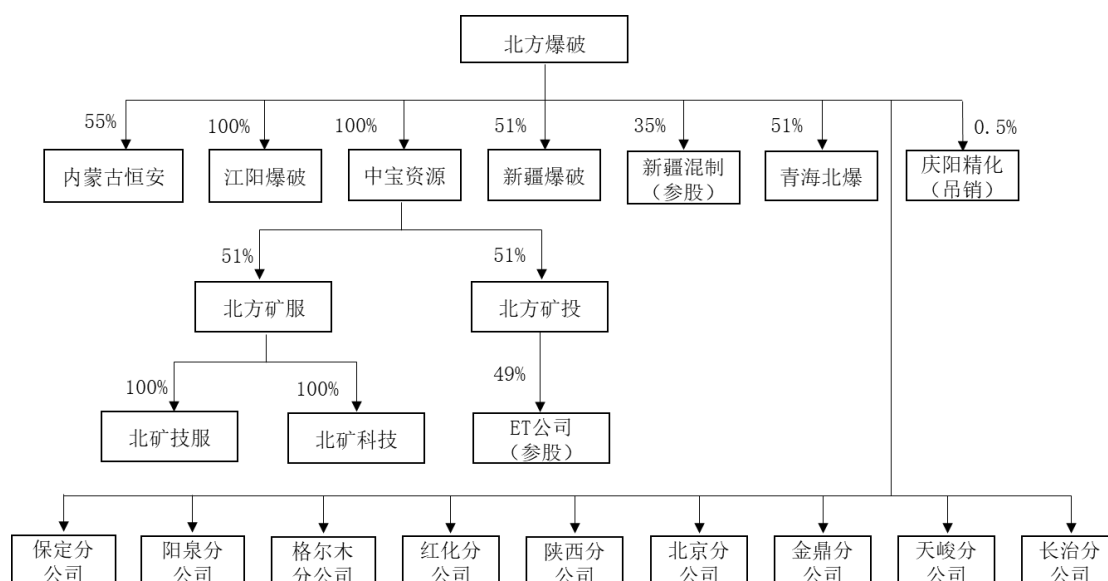 北方爆破
55%
100%
100%
51%
35%
51%
0.5%
内蒙古恒安
江阳爆破
中宝资源
新疆爆破
新疆混制
（参股）
青海北爆
庆阳精化
（吊销）
51%
51%
北方矿服
北方矿投
100%
100%
49%
北矿技服
北矿科技
ET公司
（参股）
保定分
公司
阳泉分
公司
格尔木
分公司
红化分
公司
陕西分
公司
北京分
公司
金鼎分
公司
天峻分
公司
长治分
公司